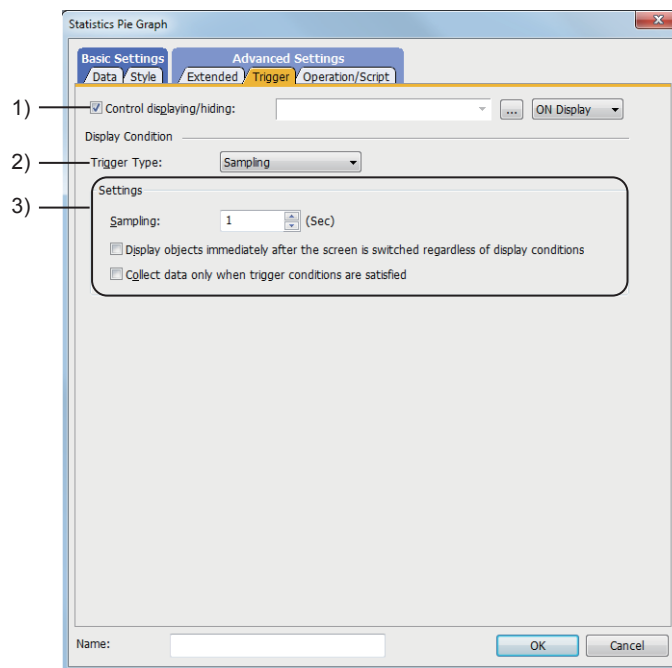 Statistics Pie Graph
x
Basic Settings
Advanced Settings
Data Style Extended Trigger Operation/Script
1) Control displaying/hiding: ... ON Display
Display Condition
2) Trigger Type: Sampling
3) Settings
Sampling: 1 (Sec)
Display objects immediately after the screen is switched regardless of display conditions
Collect data only when trigger conditions are satisfied
Name: OK Cancel